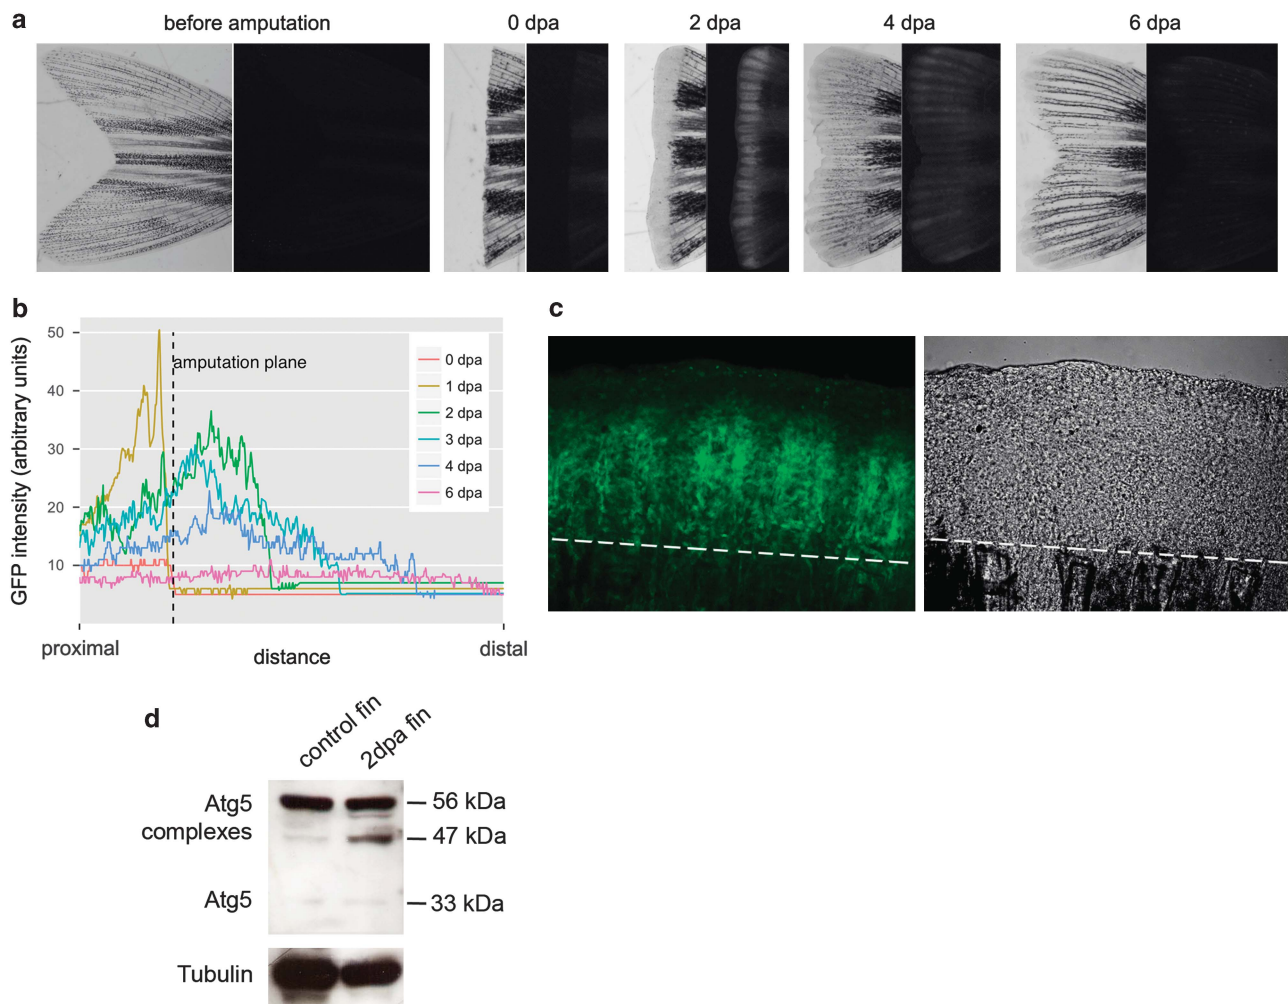 a
before amputation
0 dpa
2 dpa
4 dpa
6 dpa
b
GFP intensity (arbitrary units)
50
40
30
20
10
amputation plane
0 dpa
1 dpa
2 dpa
3 dpa
4 dpa
6 dpa
proximal
distance
distal
c
d
control fin
2dpa fin
Atg5
complexes
56 kDa
47 kDa
Atg5
33 kDa
Tubulin